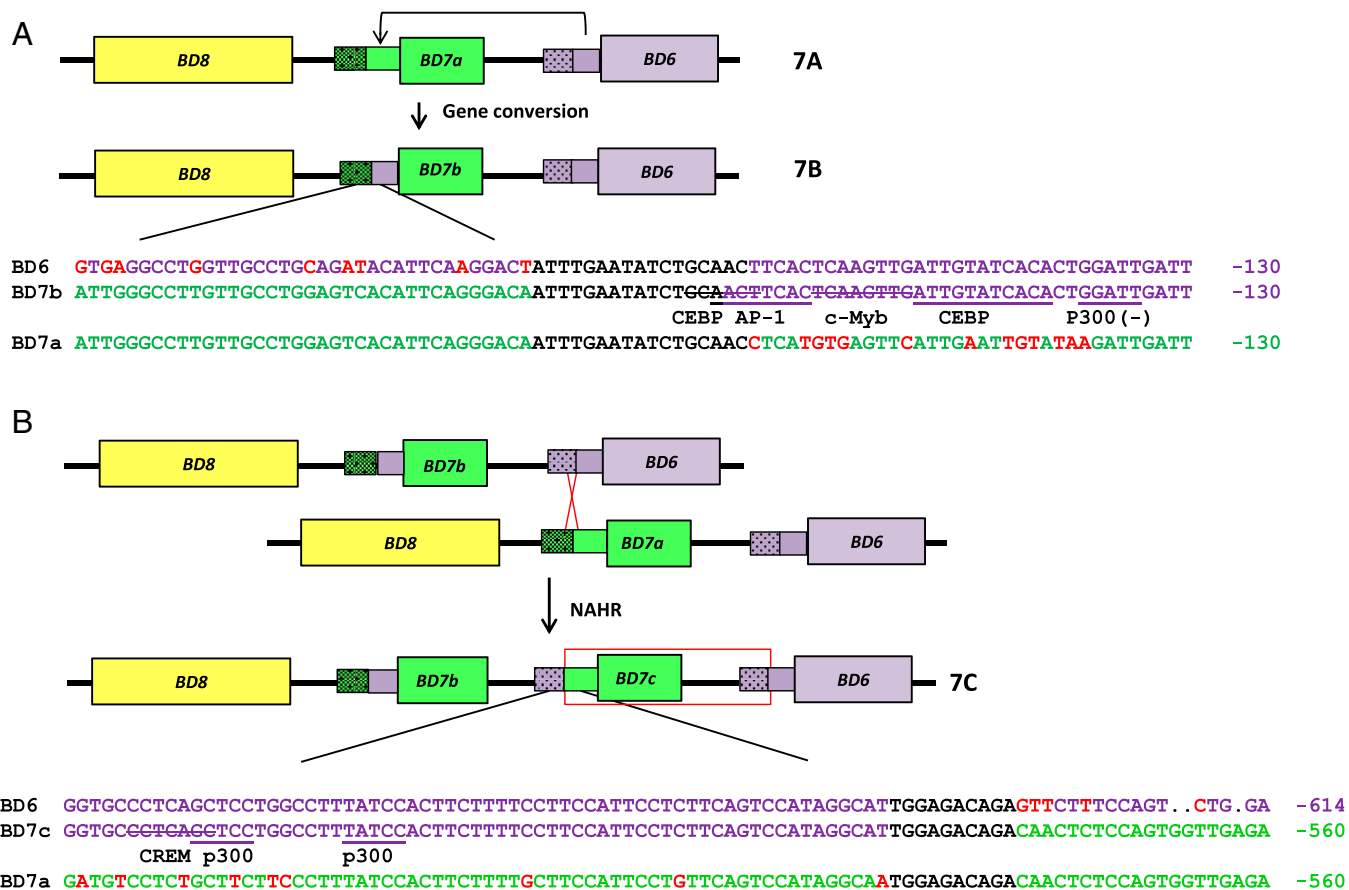 A
BD8 BD7a BD6 7A
Gene conversion
BD8 BD7b BD6 7B
BD6 GTGAGGCCTGGTTGCCTGCAGATACATTCAAGGACTATTTGAATATCTGCAACTTCACTCAAGTTGATTGTATCACACTGGATTGATT -130
BD7b ATTGGGCCTTGTTGCCTGGAGTCACATTCAGGGACAATTTGAATATCTGCAACTTCACTCAAGTTGATTGTATCACACTGGATTGATT -130
CEBP AP-1 c-Myb CEBP P300(-)
BD7a ATTGGGCCTTGTTGCCTGGAGTCACATTCAGGGACAATTTGAATATCTGCAACCTCATGTGAGTTCATTGAATTGTATAAGATTGATT -130
B
BD8 BD7b BD6
BD8 BD7a BD6
NAHR
BD8 BD7b BD7c BD6 7C
BD6 GGTGCCCTCAGCTCCTGGCCTTTATCCACTTCTTTTCCTTCCATTCCTCTTCAGTCCATAGGCATTGGAGACAGAGTTCTTTCCAGT..CTG.GA -614
BD7c GGTGCCCTCAGCTCCTGGCCTTTATCCACTTCTTTTCCTTCCATTCCTCTTCAGTCCATAGGCATTGGAGACAGACAACTCTCCAGTGGTTGAGA -560
CREM p300 p300
BD7a GATGTCCTCTGCTTCTTCCCTTTATCCACTTCTTTTGCTTCCATTCCTGTTCAGTCCATAGGCAATGGAGACAGACAACTCTCCAGTGGTTGAGA -560